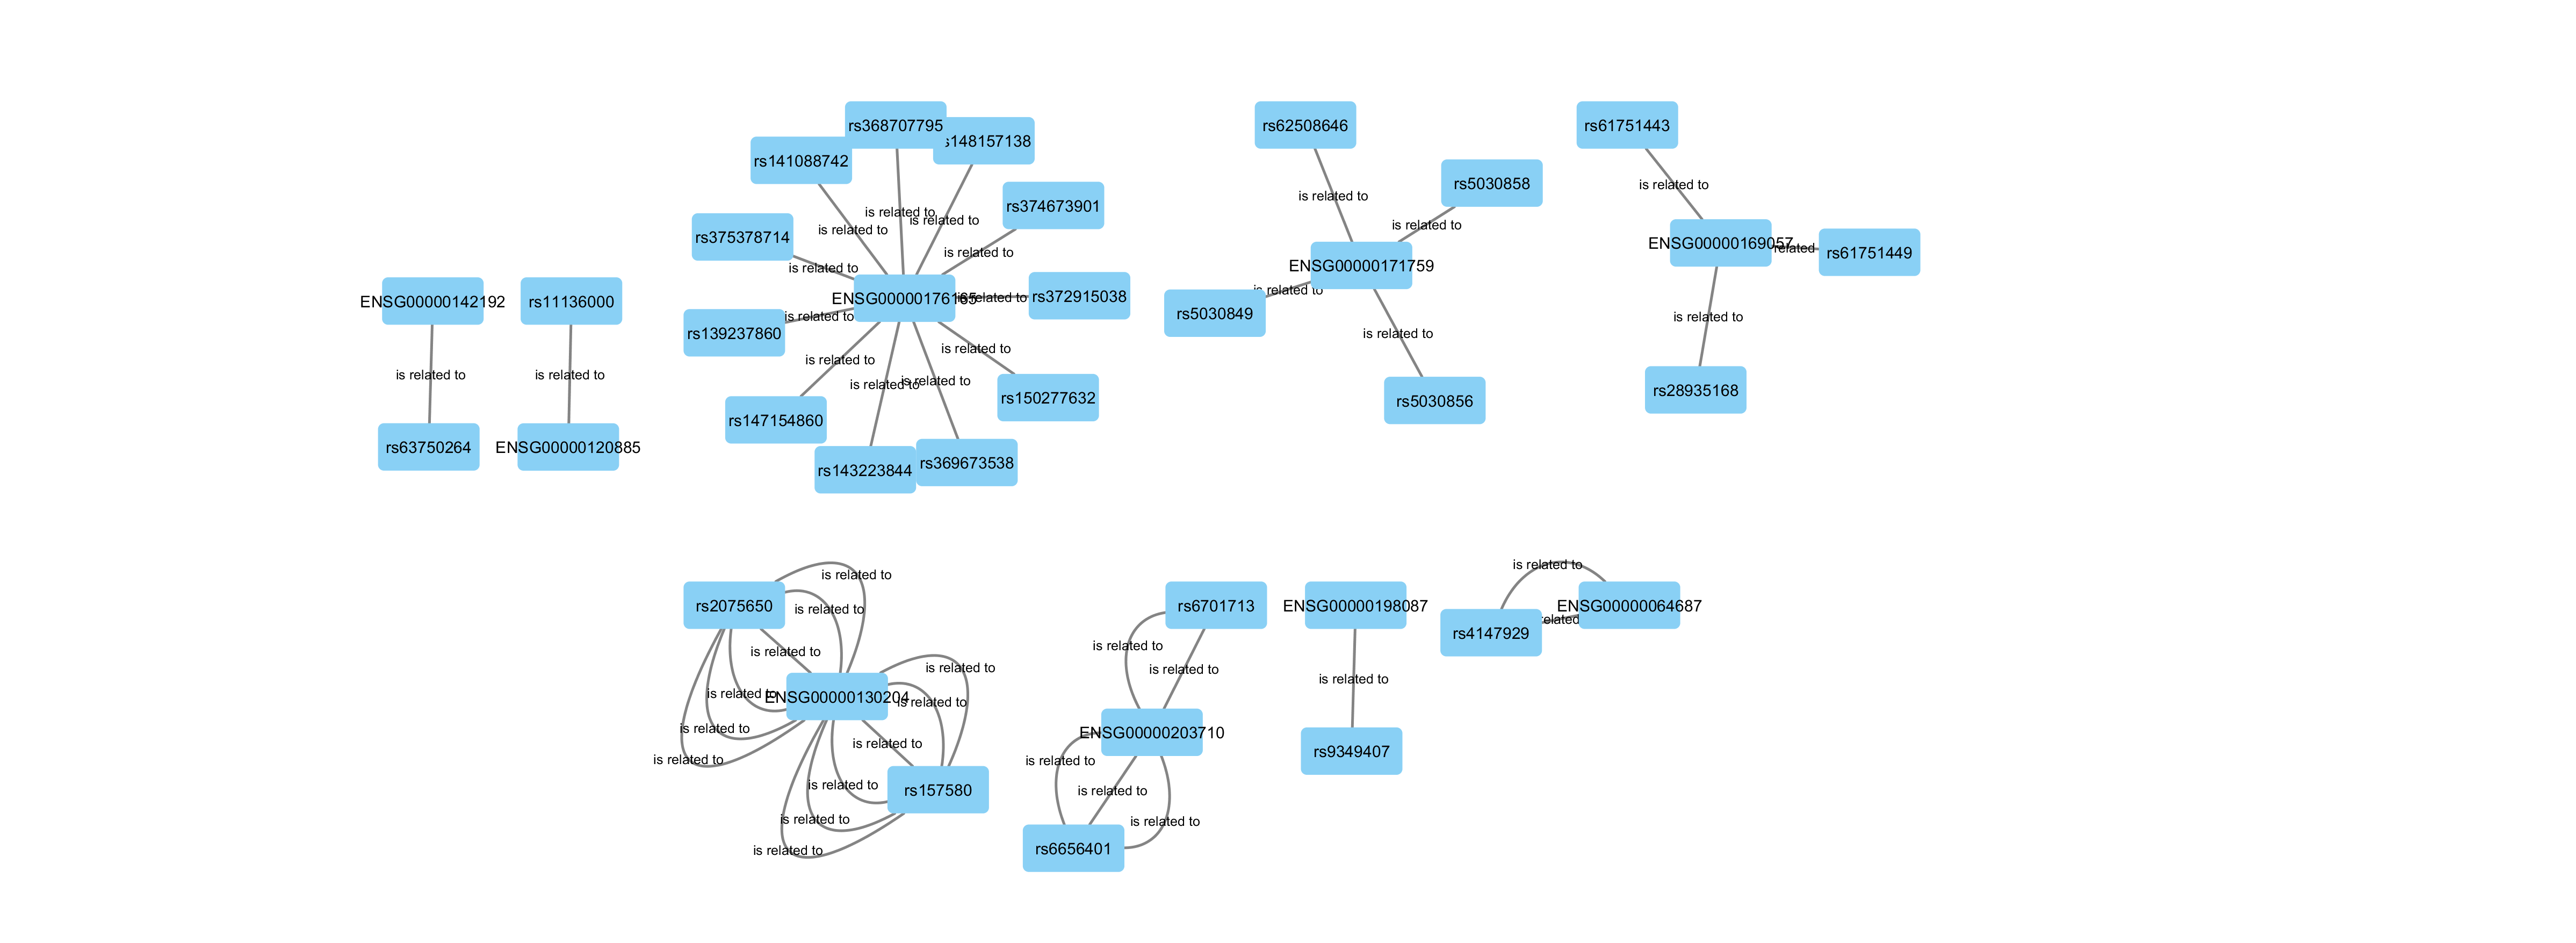 rs368707795
s148157138
rs141088742
rs374673901
rs375378714
is related to
is related to
is related to
is related to
is related to
ENSG00000176165
is related to
rs372915038
is related to
rs139237860
is related to
is related to
is related to
is related to
rs150277632
rs147154860
rs143223844
rs369673538
ENSG00000142192
is related to
rs63750264
rs11136000
is related to
ENSG00000120885
rs62508646
rs5030858
is related to
is related to
ENSG00000171759
is related to
rs5030849
is related to
rs5030856
rs61751443
is related to
ENSG00000169057
related
rs61751449
is related to
rs28935168
rs2075650
is related to
is related to
is related to
is related to
ENSG00000130204
is related to
is related to
is related to
is related to
is related to
is related to
is related to
is related to
rs157580
rs6701713
is related to
is related to
ENSG00000203710
is related to
is related to
is related to
rs6656401
ENSG00000198087
is related to
rs9349407
is related to
ENSG00000064687
elated
rs4147929